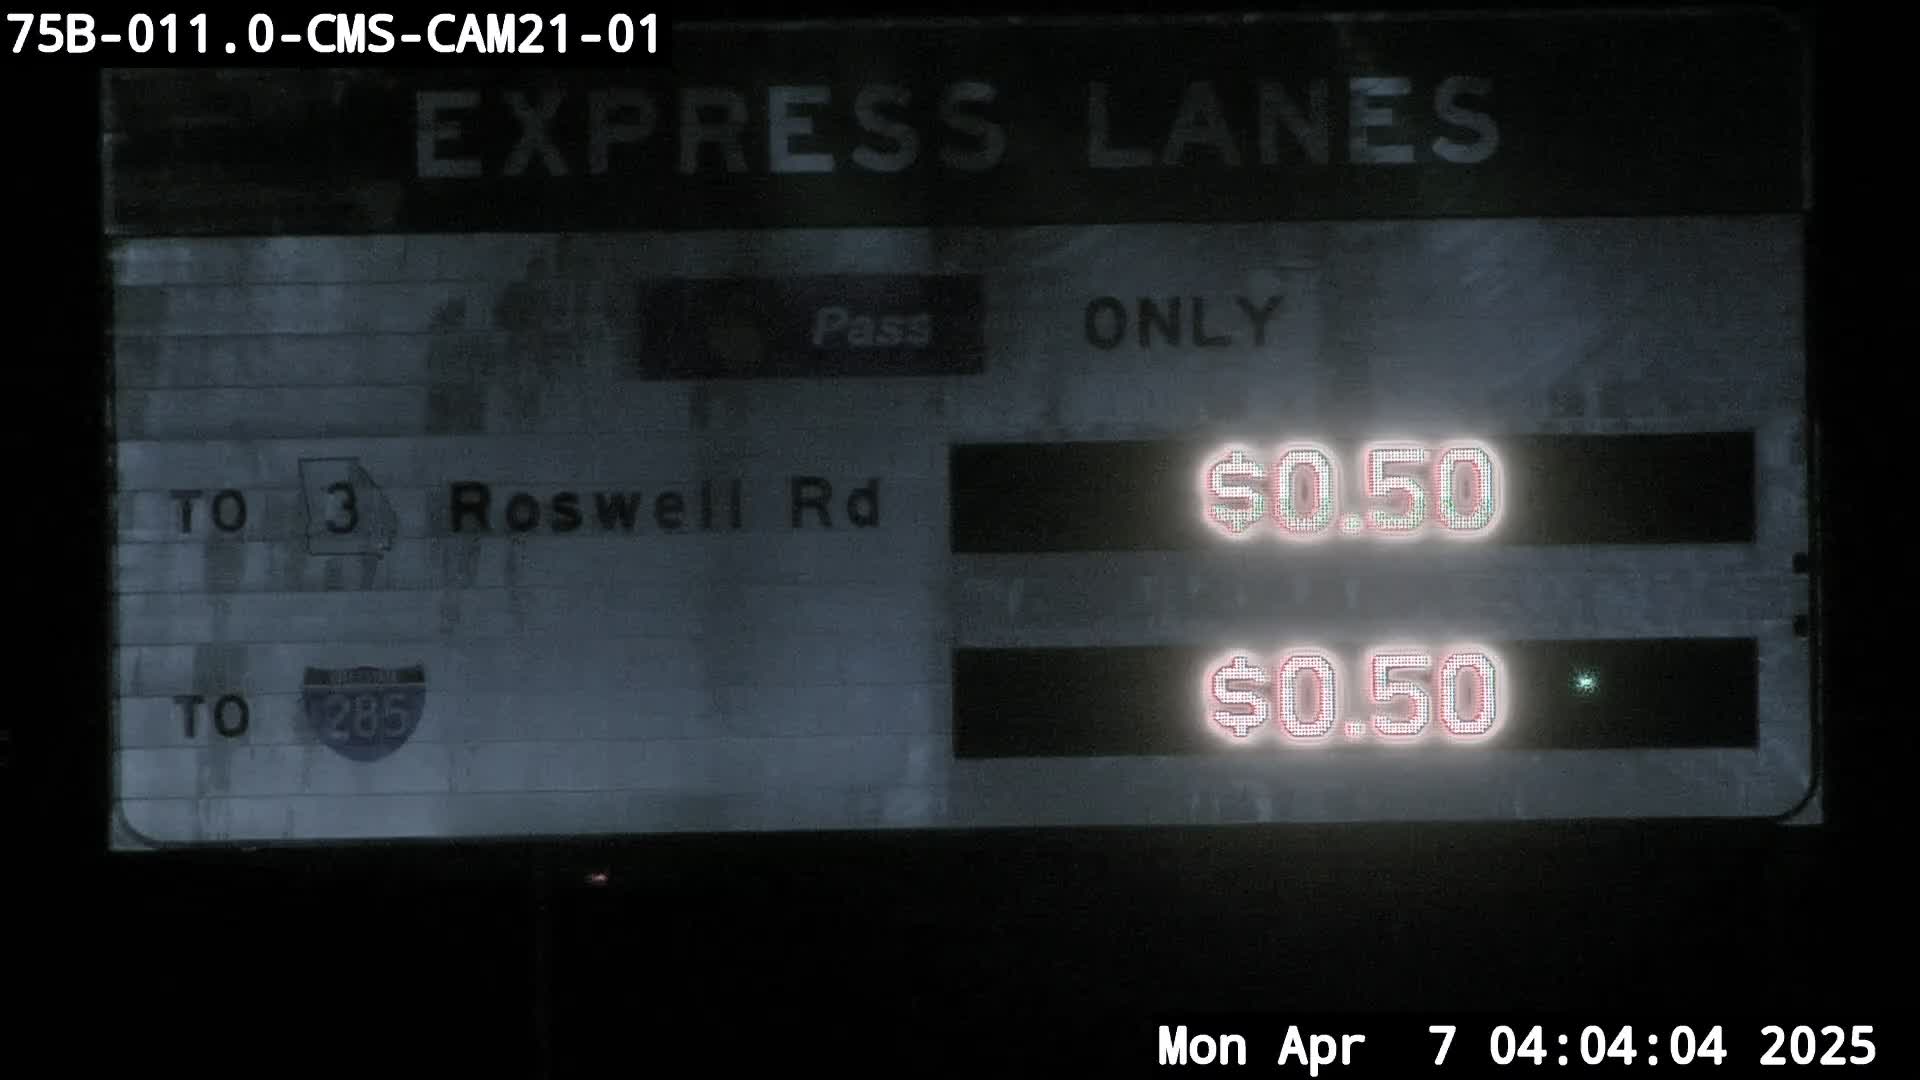 75B-011.0-CMS-CAM21-01
EXPRESS LANES
Pass ONLY
TO 3 Roswell Rd $0.50
TO 285 $0.50
Mon Apr 7 04:04:04 2025